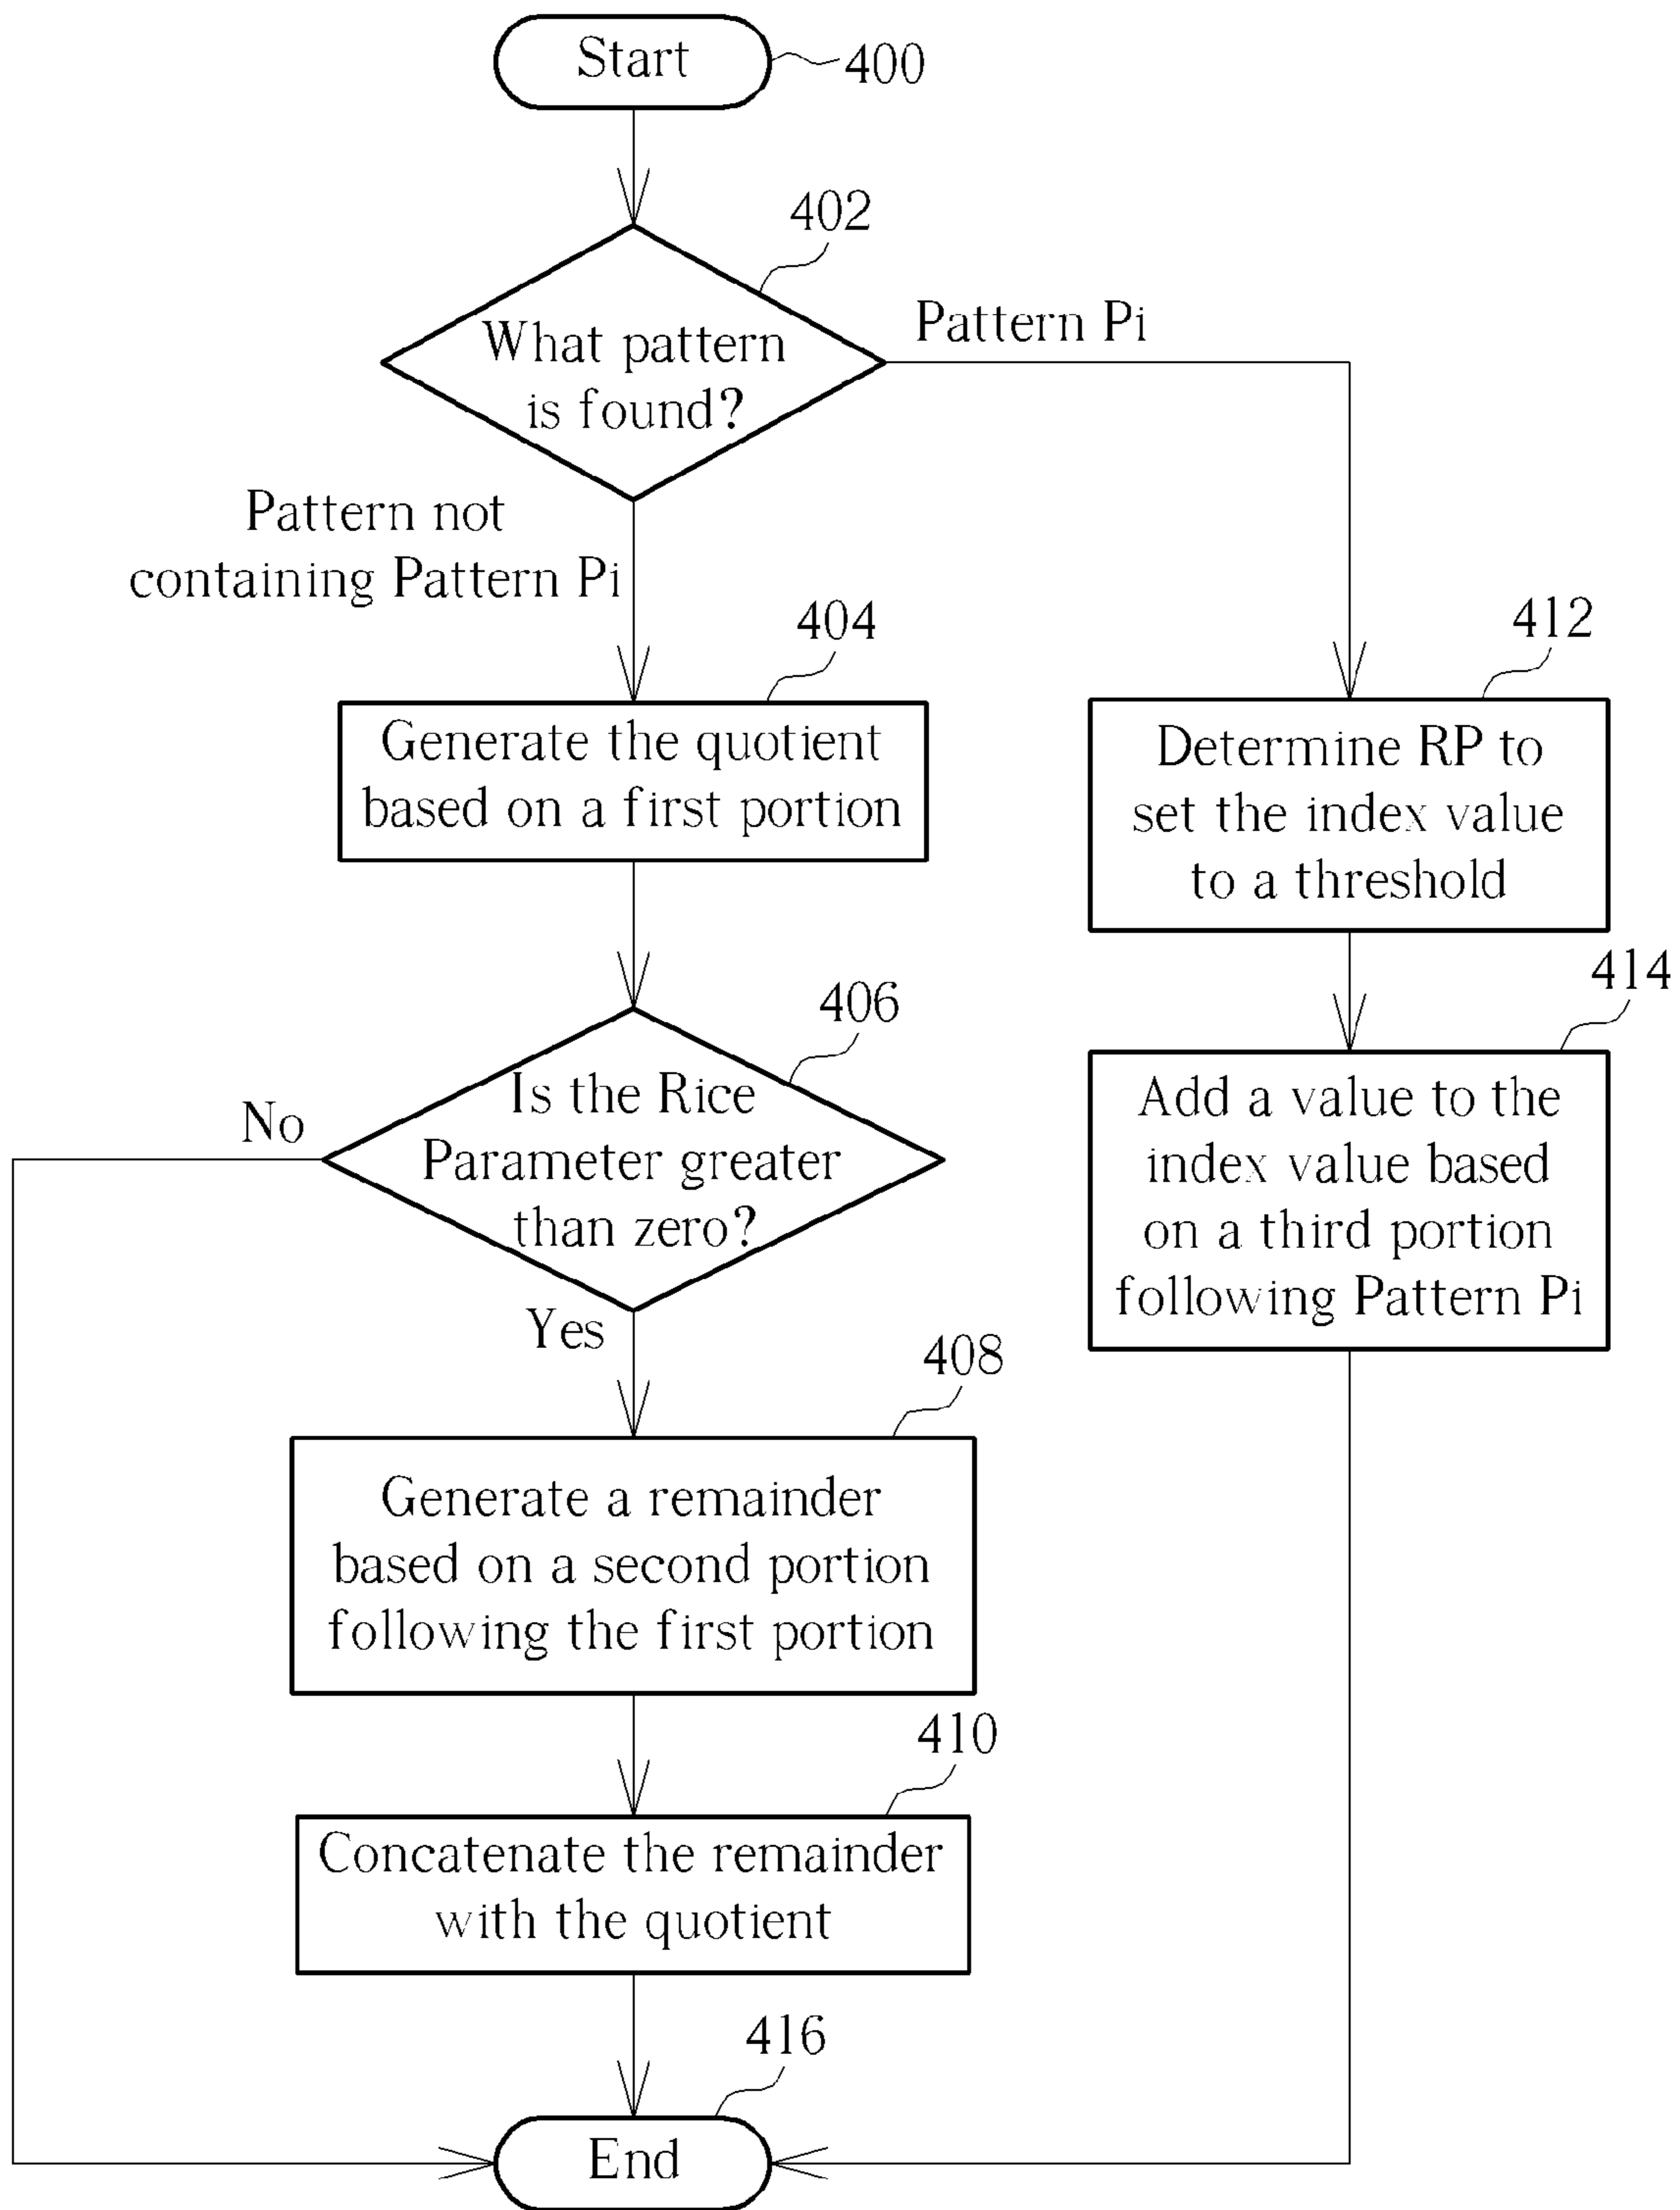 Start
400
402
What pattern
is found?
Pattern Pi
Pattern not
containing Pattern Pi
404
Generate the quotient
based on a first portion
412
Determine RP to
set the index value
to a threshold
406
Is the Rice
Parameter greater
than zero?
No
Yes
414
Add a value to the
index value based
on a third portion
following Pattern Pi
408
Generate a remainder
based on a second portion
following the first portion
410
Concatenate the remainder
with the quotient
416
End